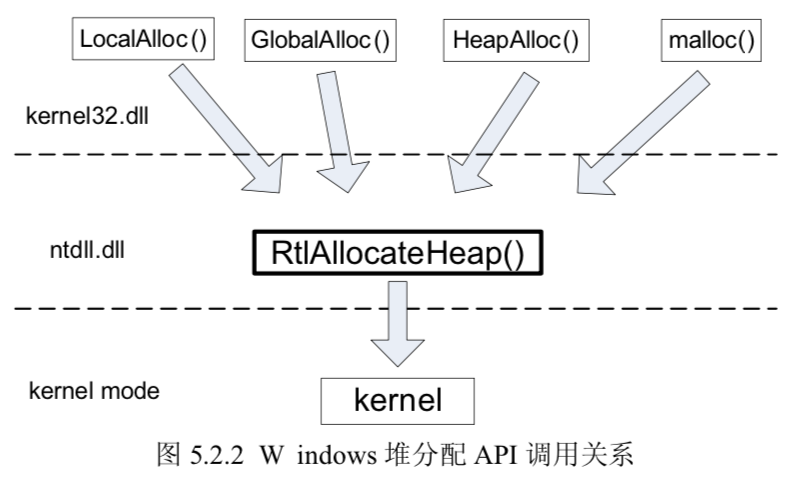 LocalAlloc() GlobalAlloc() HeapAlloc() malloc()
kernel32.dll
ntdll.dll RtlAllocateHeap()
kernel mode kernel
图 5.2.2 W indows 堆分配 API 调用关系